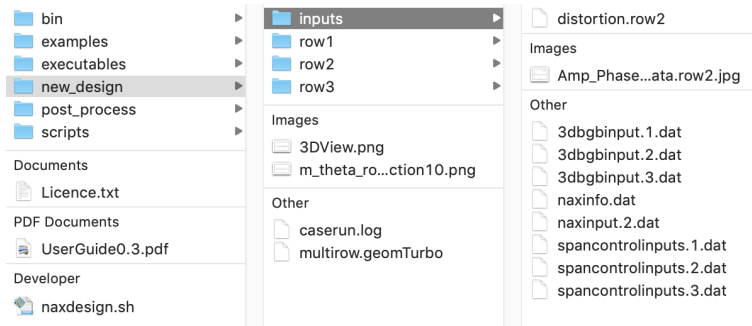 bin
examples
executables
new_design
post_process
scripts
Documents
Licence.txt
PDF Documents
UserGuide0.3.pdf
Developer
naxdesign.sh
inputs
row1
row2
row3
Images
3DView.png
m_theta_ro...ction10.png
Other
caserun.log
multirow.geomTurbo
distortion.row2
Images
Amp_Phase...ata.row2.jpg
Other
3dbgbinput.1.dat
3dbgbinput.2.dat
3dbgbinput.3.dat
naxinfo.dat
naxinput.2.dat
spancontrolinputs.1.dat
spancontrolinputs.2.dat
spancontrolinputs.3.dat